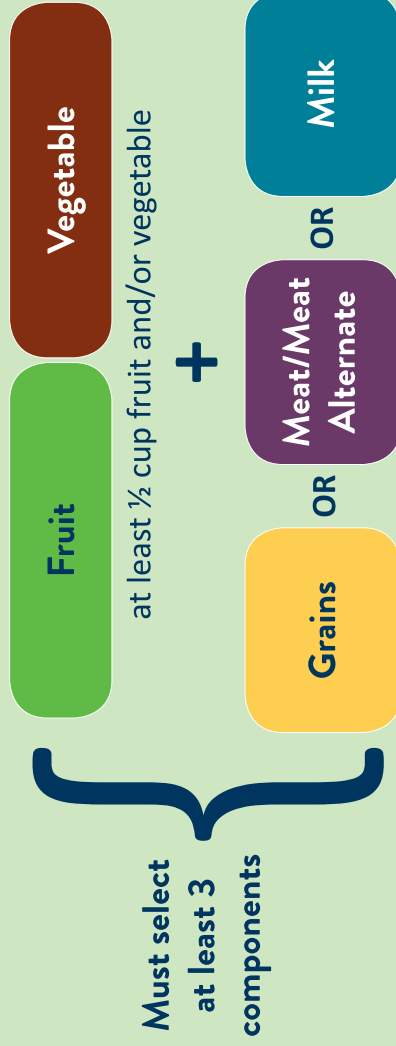 Must select
at least 3
components
Fruit
Vegetable
at least ½ cup fruit and/or vegetable
+
Grains
OR
Meat/Meat
Alternate
OR
Milk